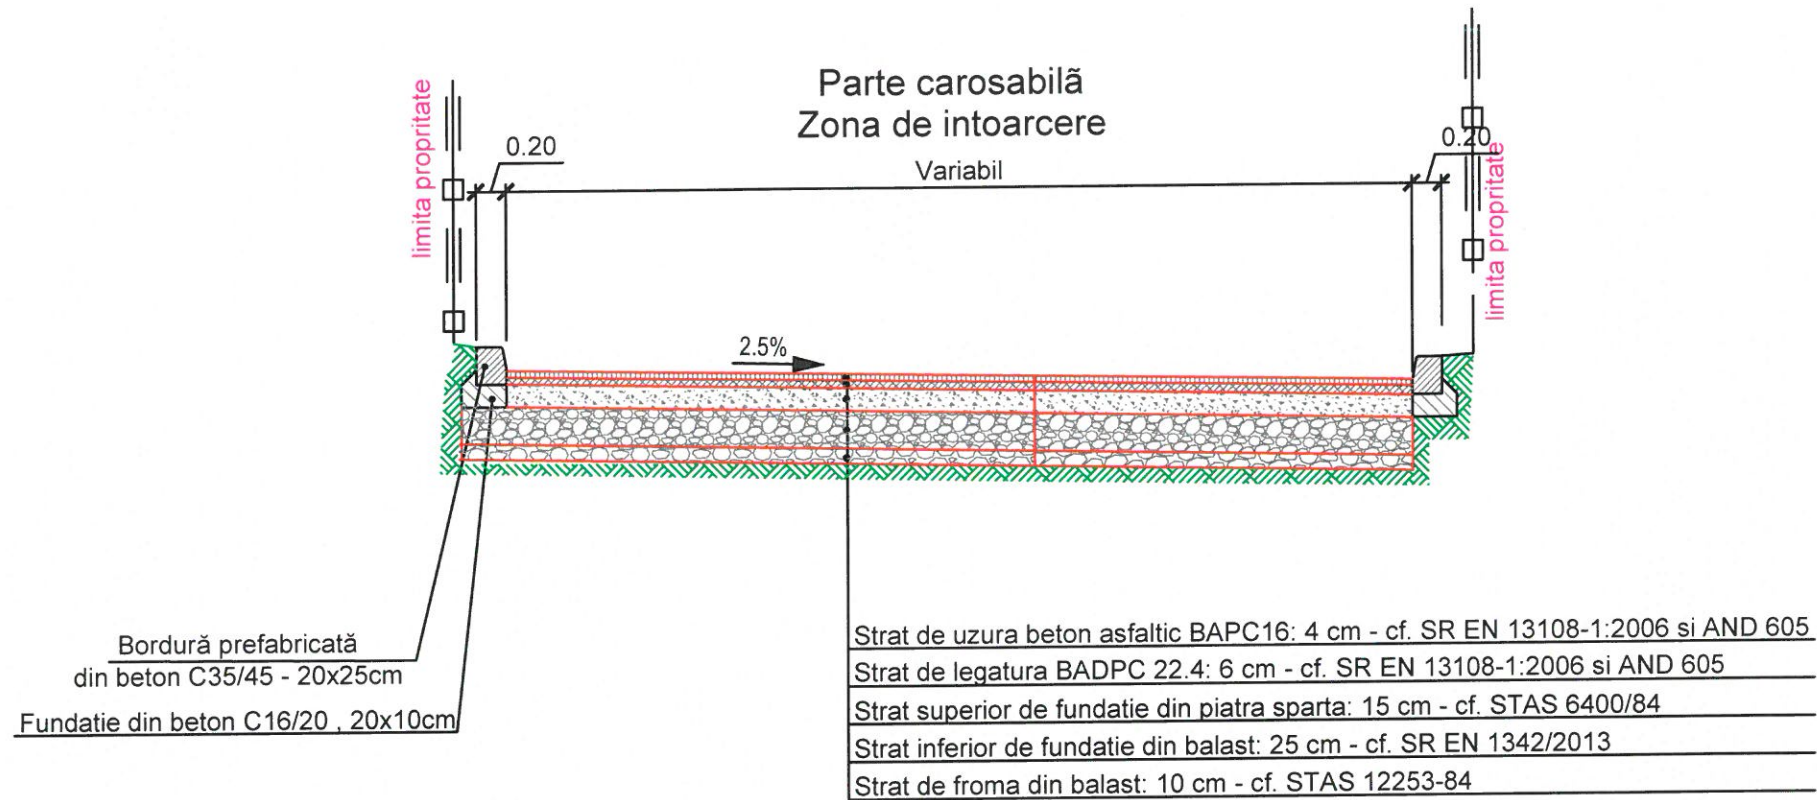 Parte carosabilã
Zona de intoarcere
Variabil
0.20
0.20
limita propritate
limita propritate
2.5%
Bordură prefabricată
din beton C35/45 - 20x25cm
Fundatie din beton C16/20 , 20x10cm
Strat de uzura beton asfaltic BAPC16: 4 cm - cf. SR EN 13108-1:2006 si AND 605
Strat de legatura BADPC 22.4: 6 cm - cf. SR EN 13108-1:2006 si AND 605
Strat superior de fundatie din piatra sparta: 15 cm - cf. STAS 6400/84
Strat inferior de fundatie din balast: 25 cm - cf. SR EN 1342/2013
Strat de froma din balast: 10 cm - cf. STAS 12253-84